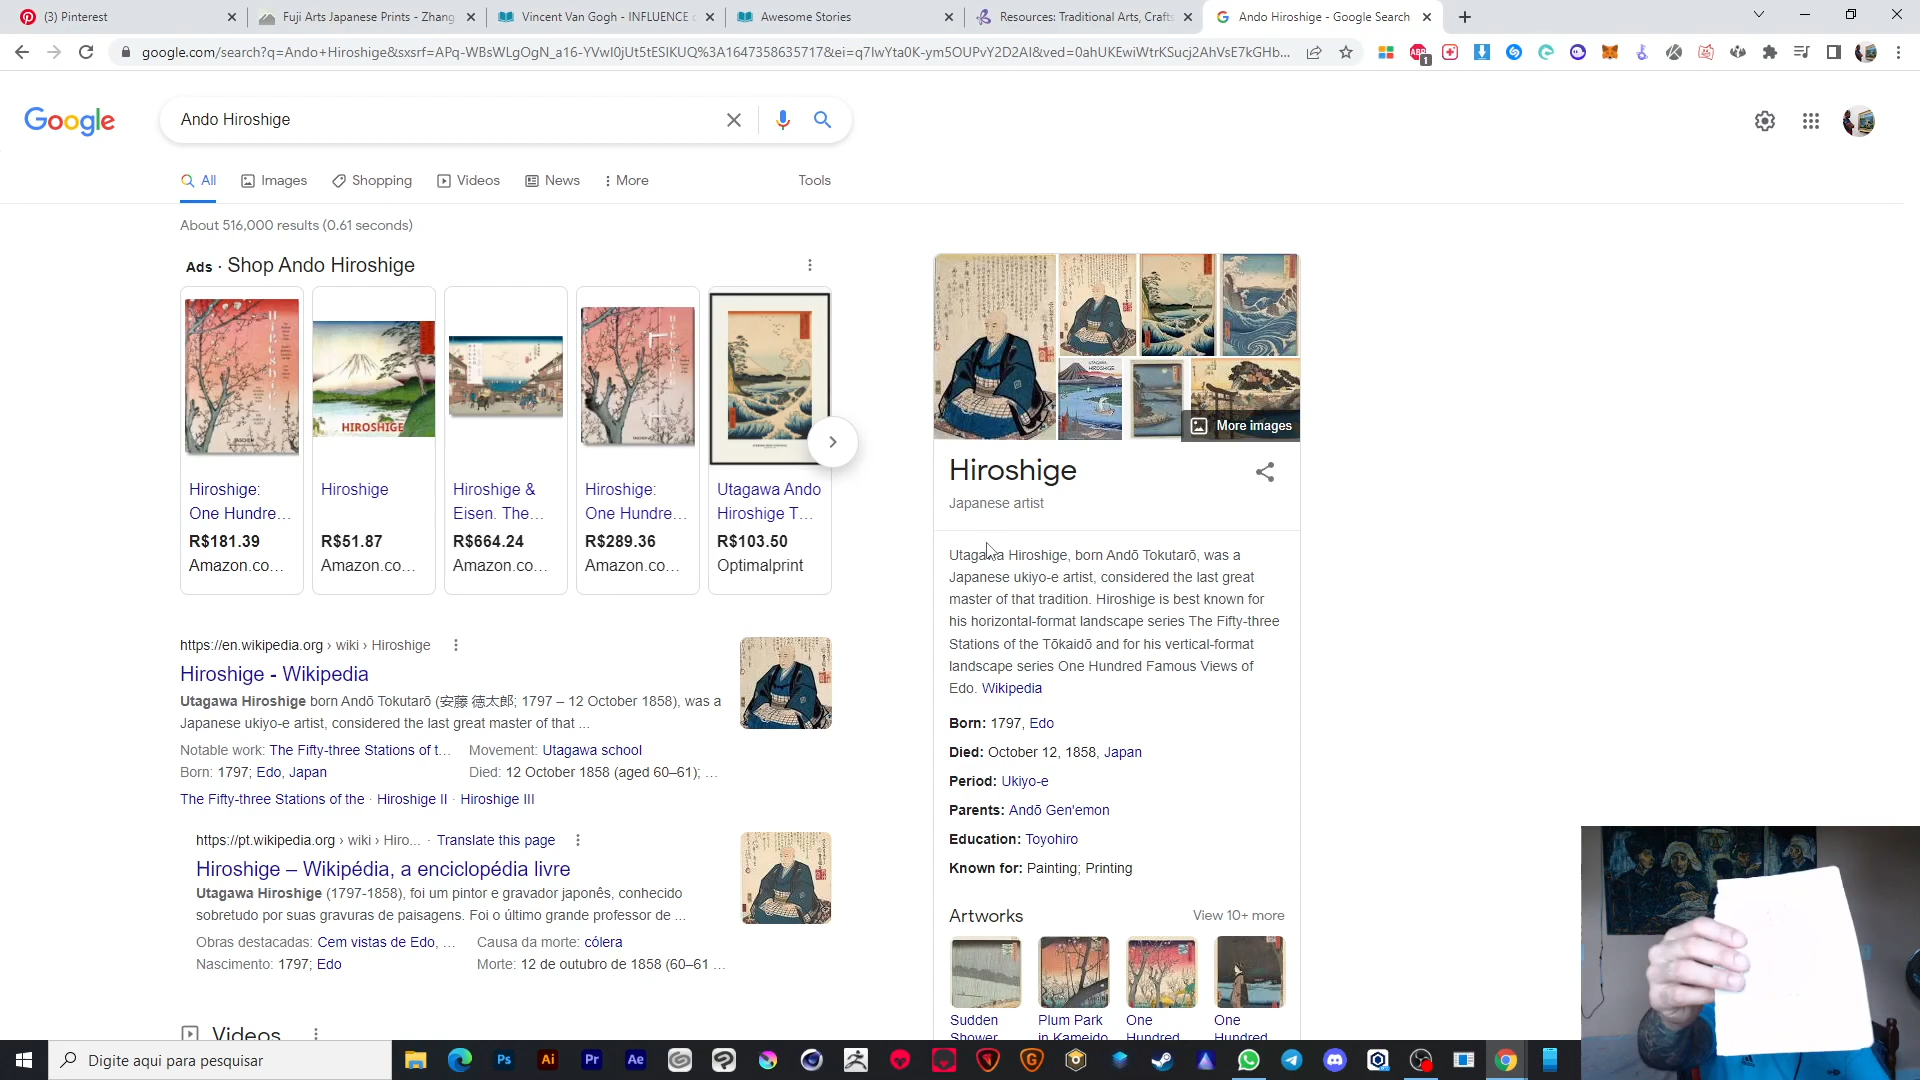 (3) Pinterest
Fuji Arts Japanese Prints - Zhang
Vincent Van Gogh - INFLUENCE
Awesome Stories
Resources: Traditional Arts, Crafts
Ando Hiroshige - Google Search
google.com/search?q=Ando+Hiroshige&sxsrf=APq-WBsWLgOgN_a16-YVwI0jUt5tESIKUQ%3A1647358635717&ei=q7IwYta0K-ym5OUPvY2D2AI&ved=0ahUKEwiWtrKSucj2AhVsE7kGHb...
Google
Ando Hiroshige
All
Images
Shopping
Videos
News
More
Tools
About 516,000 results (0.61 seconds)
Ads · Shop Ando Hiroshige
HIROSHIGE
TASCHEN
Hiroshige: One Hundre...
R$181.39
Amazon.co...
Hiroshige
R$51.87
Amazon.co...
Hiroshige & Eisen. The...
R$664.24
Amazon.co...
Hiroshige: One Hundre...
R$289.36
Amazon.co...
Utagawa Ando Hiroshige T...
R$103.50
Optimalprint
https://en.wikipedia.org › wiki › Hiroshige
Hiroshige - Wikipedia
Utagawa Hiroshige born Andō Tokutarō (安藤 徳太郎; 1797 – 12 October 1858), was a
Japanese ukiyo-e artist, considered the last great master of that ...
Notable work: The Fifty-three Stations of t... Movement: Utagawa school
Born: 1797; Edo, Japan Died: 12 October 1858 (aged 60–61); ...
The Fifty-three Stations of the · Hiroshige II · Hiroshige III
https://pt.wikipedia.org › wiki › Hiro... · Translate this page
Hiroshige – Wikipédia, a enciclopédia livre
Utagawa Hiroshige (1797-1858), foi um pintor e gravador japonês, conhecido
sobretudo por suas gravuras de paisagens. Foi o último grande professor de ...
Obras destacadas: Cem vistas de Edo, ... Causa da morte: cólera
Nascimento: 1797; Edo Morte: 12 de outubro de 1858 (60–61 ...
Videos
More images
Hiroshige
Japanese artist
Utagawa Hiroshige, born Andō Tokutarō, was a
Japanese ukiyo-e artist, considered the last great
master of that tradition. Hiroshige is best known for
his horizontal-format landscape series The Fifty-three
Stations of the Tōkaidō and for his vertical-format
landscape series One Hundred Famous Views of
Edo. Wikipedia
Born: 1797, Edo
Died: October 12, 1858, Japan
Period: Ukiyo-e
Parents: Andō Gen'emon
Education: Toyohiro
Known for: Painting; Printing
Artworks
View 10+ more
Sudden Shower
Plum Park in Kameido
One Hundred
One Hundred
Digite aqui para pesquisar
Ps
Ai
Pr
Ae